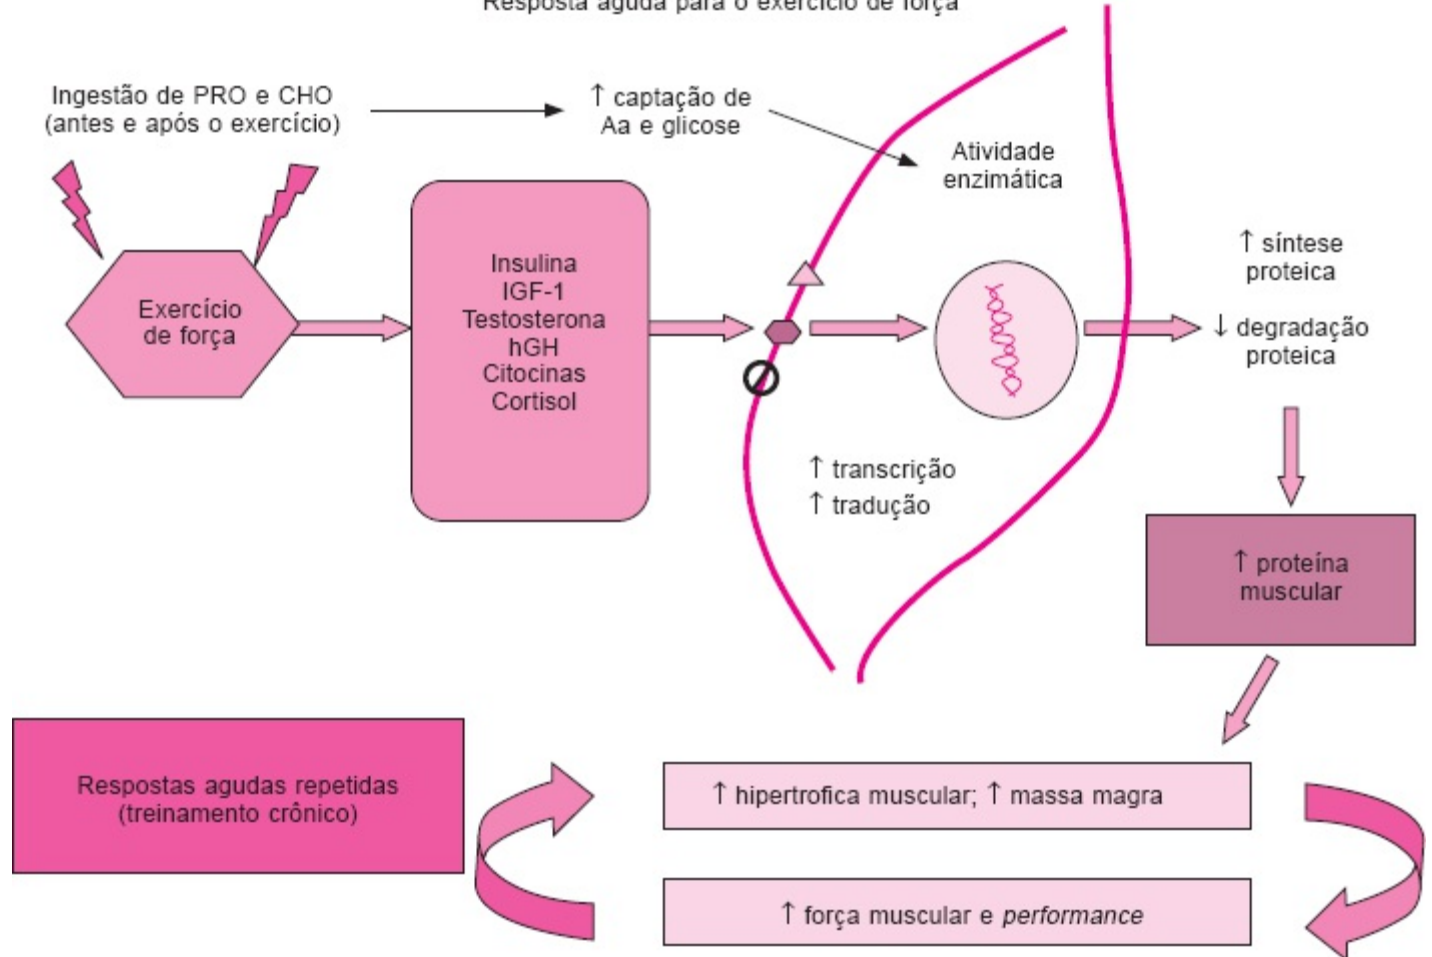 Resposta aguda para o exercício de força
Ingestão de PRO e CHO
(antes e após o exercício)
↑ captação de
Aa e glicose
Atividade
enzimática
Exercício
de força
Insulina
IGF-1
Testosterona
hGH
Citocinas
Cortisol
↑ síntese
proteica
↓ degradação
proteica
↑ transcrição
↑ tradução
↑ proteína
muscular
Respostas agudas repetidas
(treinamento crônico)
↑ hipertrofica muscular; ↑ massa magra
↑ força muscular e performance